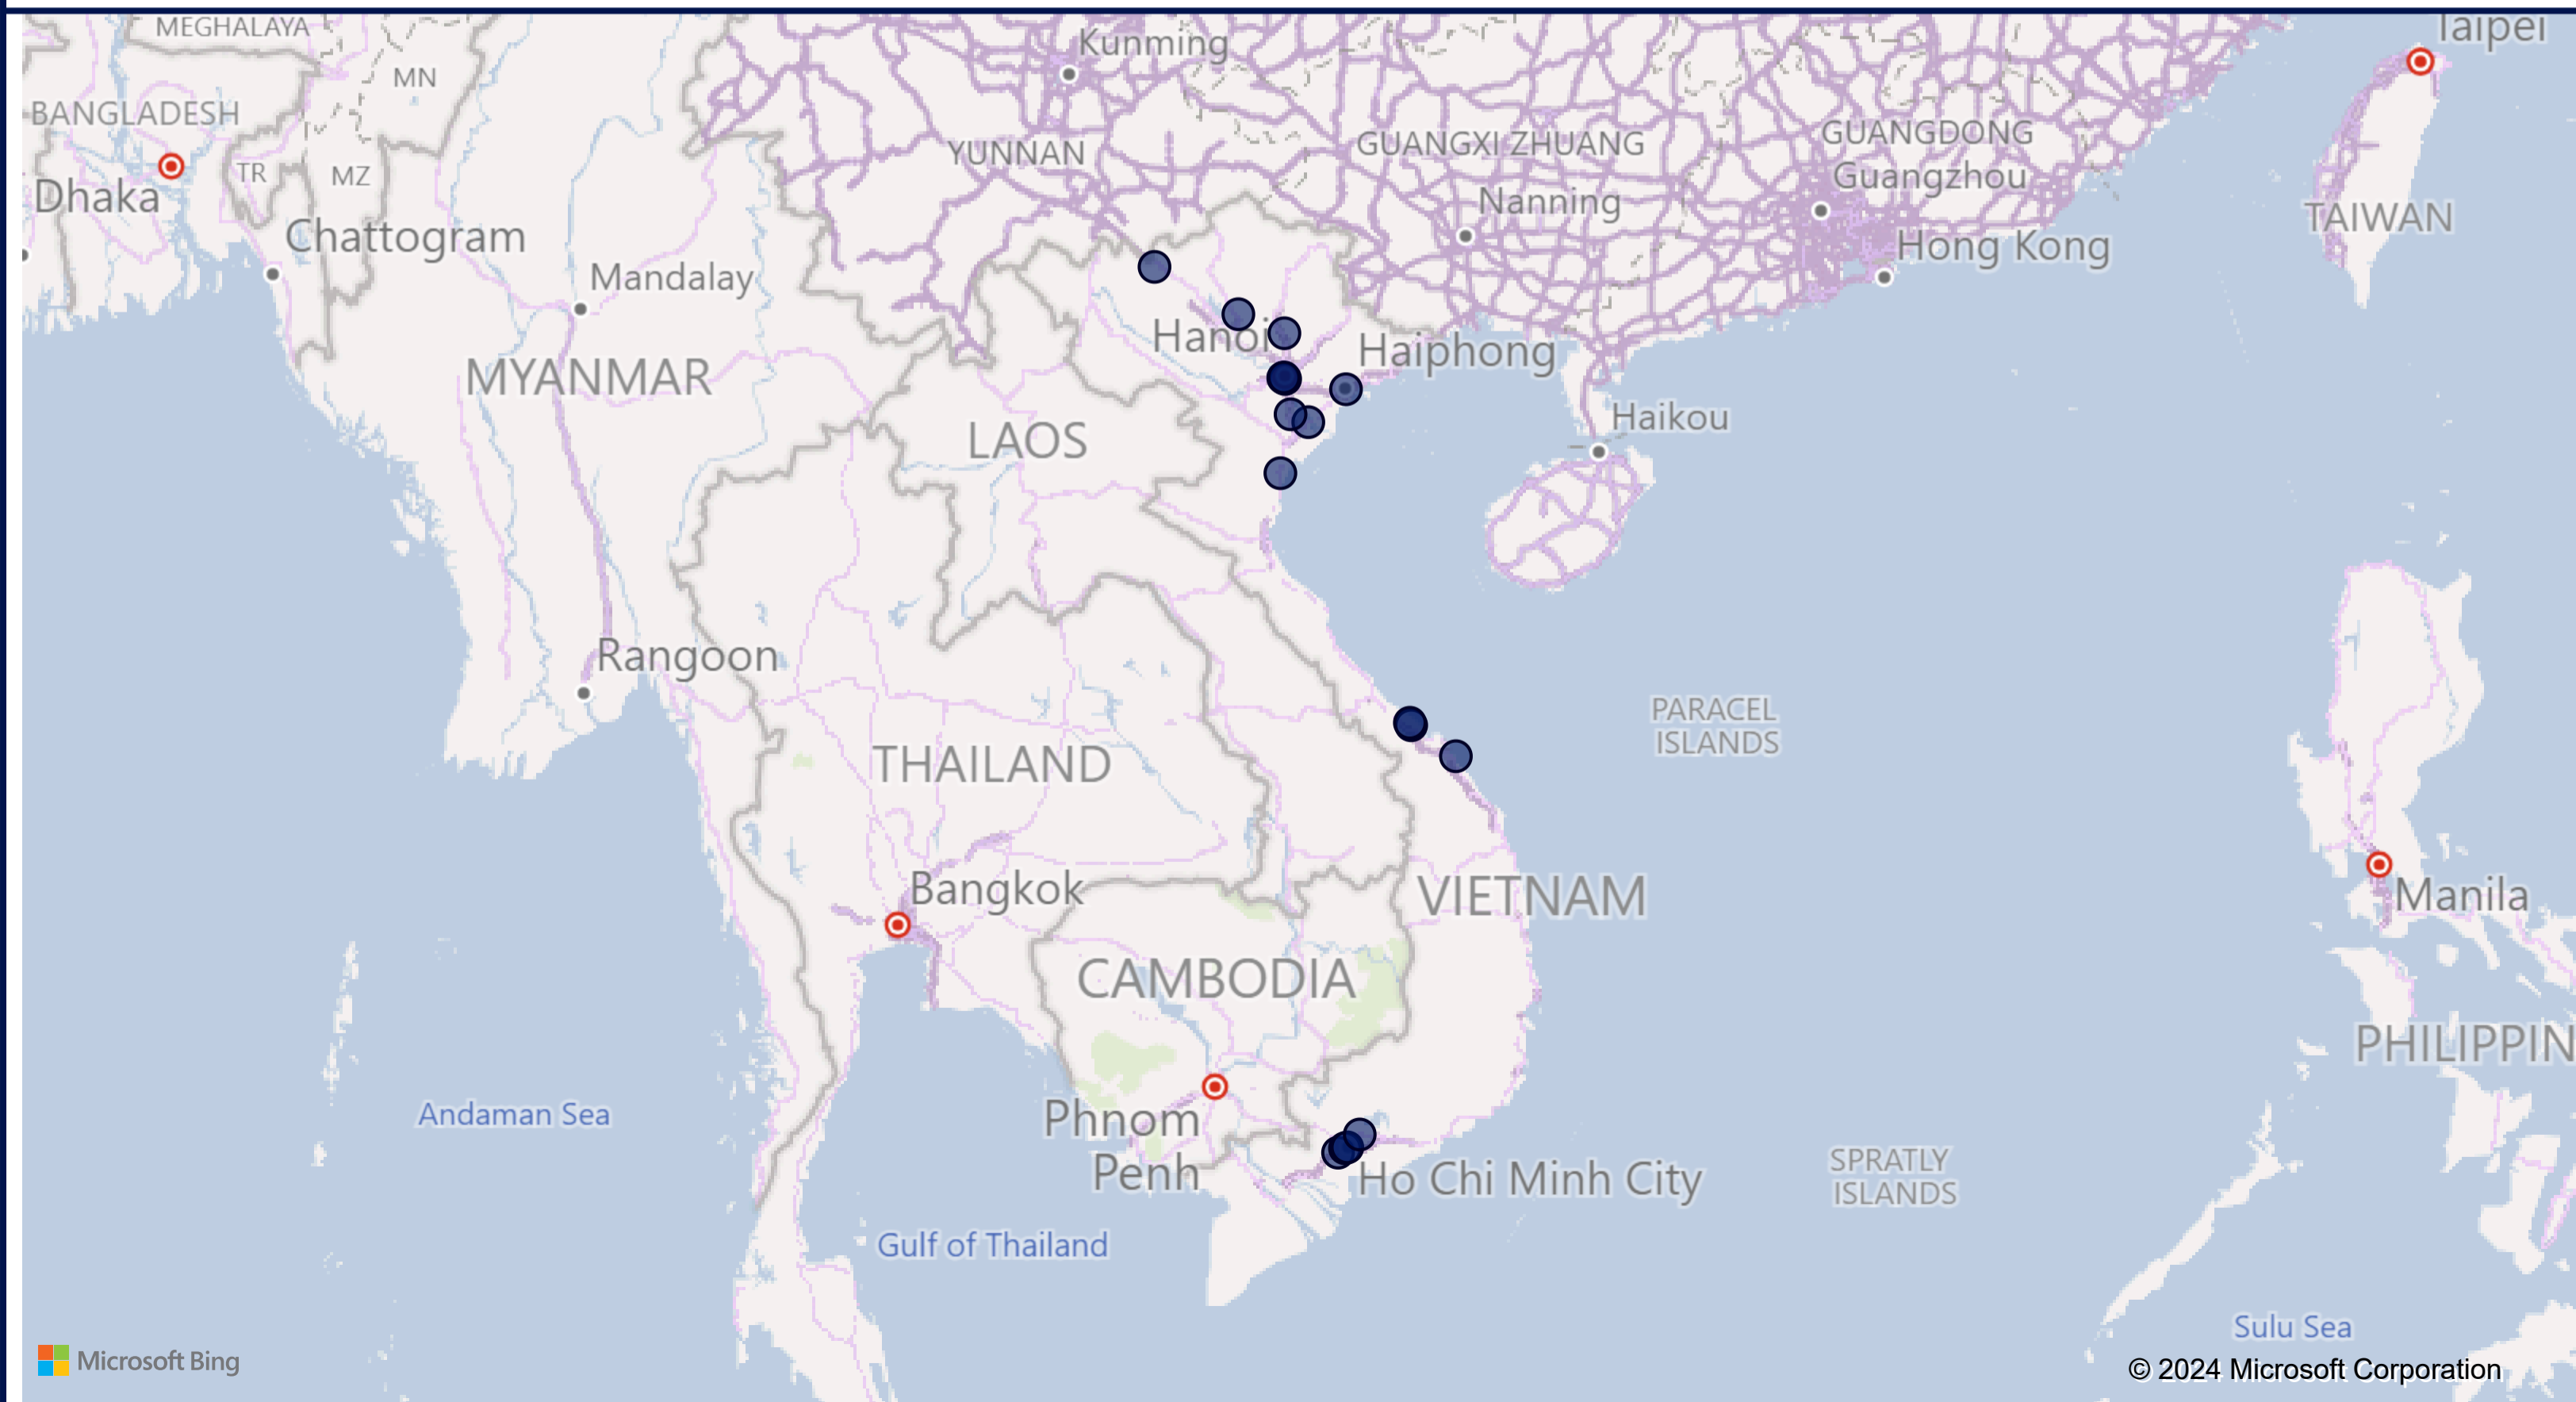 MEGHALAYA
Kunming
Taipei
MN
BANGLADESH
YUNNAN
GUANGXI ZHUANG
GUANGDONG
TR
MZ
Guangzhou
Dhaka
Nanning
TAIWAN
Chattogram
Hong Kong
Mandalay
Hanoi
Haiphong
MYANMAR
Haikou
LAOS
Rangoon
PARACEL
ISLANDS
THAILAND
Bangkok
VIETNAM
Manila
CAMBODIA
PHILIPPIN
Andaman Sea
Phnom
Penh
Ho Chi Minh City
SPRATLY
ISLANDS
Gulf of Thailand
Sulu Sea
Microsoft Bing
© 2024 Microsoft Corporation